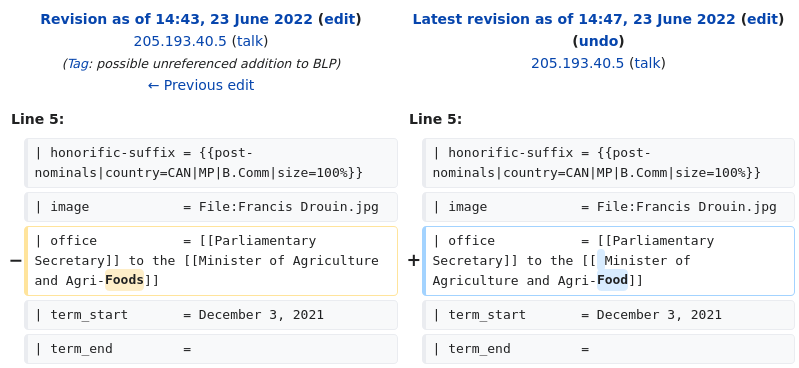 Revision as of 14:43, 23 June 2022 (edit)
205.193.40.5 (talk)
(Tag: possible unreferenced addition to BLP)
← Previous edit
Latest revision as of 14:47, 23 June 2022 (edit)
(undo)
205.193.40.5 (talk)
Line 5:
Line 5:
| honorific-suffix = {{post-
nominals|country=CAN|MP|B.Comm|size=100%}}
| honorific-suffix = {{post-
nominals|country=CAN|MP|B.Comm|size=100%}}
| image = File:Francis Drouin.jpg
| image = File:Francis Drouin.jpg
− | office = [[Parliamentary
Secretary]] to the [[Minister of Agriculture
and Agri-Foods]]
+ | office = [[Parliamentary
Secretary]] to the [[ Minister of
Agriculture and Agri-Food]]
| term_start = December 3, 2021
| term_start = December 3, 2021
| term_end =
| term_end =